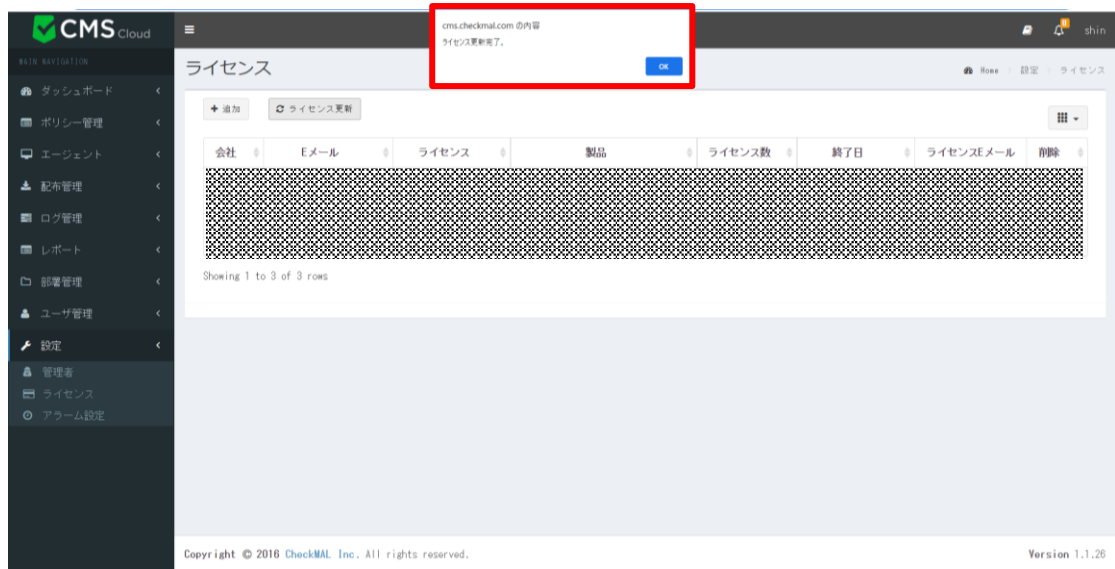 CMS Cloud
cms.checkmal.com の内容
ライセンス更新完了。
OK
0
shin
MAIN NAVIGATION
ライセンス
Home
設定
ライセンス
ダッシュボード
ポリシー管理
エージェント
配布管理
ログ管理
レポート
部署管理
ユーザ管理
設定
管理者
ライセンス
アラーム設定
追加
ライセンス更新
会社 Eメール ライセンス 製品 ライセンス数 終了日 ライセンスEメール 削除
Showing 1 to 3 of 3 rows
Copyright © 2016 CheckMAL Inc. All rights reserved.
Version 1.1.26